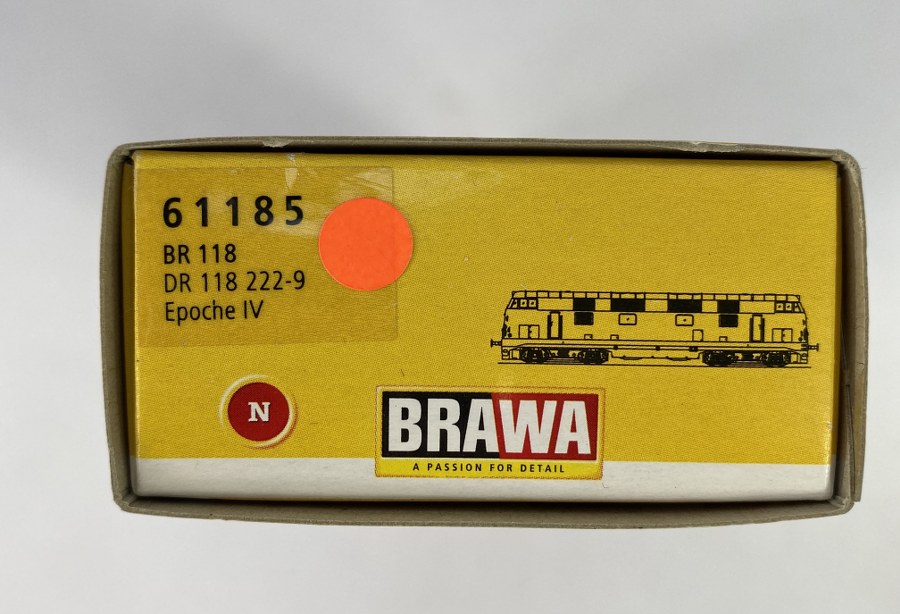 61185
BR 118
DR 118 222-9
Epoche IV
N
BRAWA
A PASSION FOR DETAIL